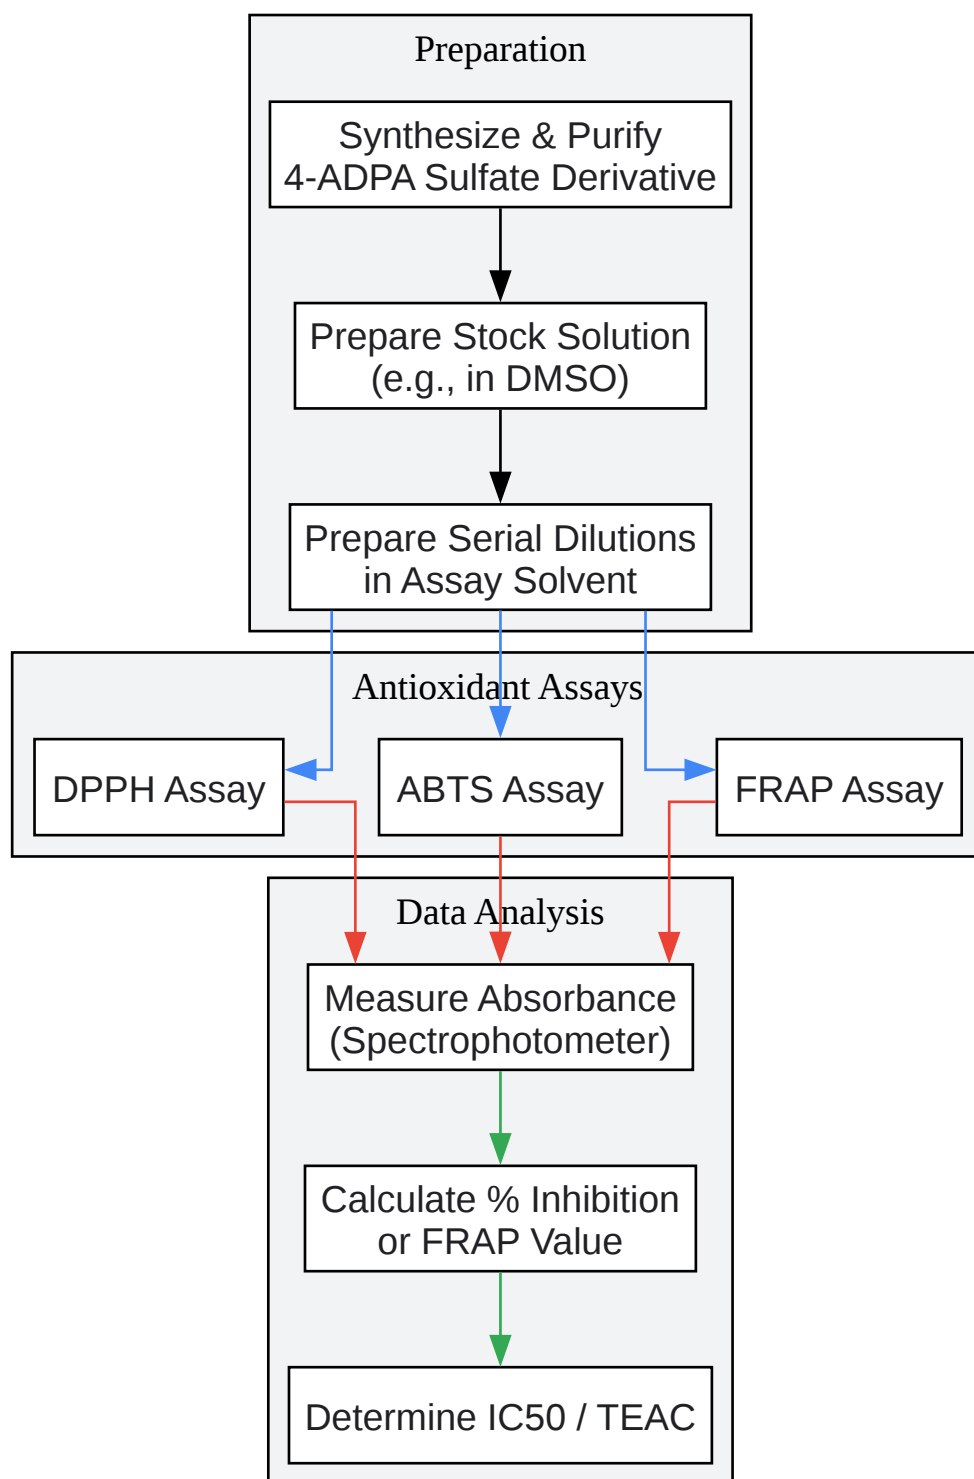 Preparation
Synthesize & Purify
4-ADPA Sulfate Derivative
Prepare Stock Solution
(e.g., in DMSO)
Prepare Serial Dilutions
in Assay Solvent
Antioxidant Assays
DPPH Assay
ABTS Assay
FRAP Assay
Data Analysis
Measure Absorbance
(Spectrophotometer)
Calculate % Inhibition
or FRAP Value
Determine IC50 / TEAC